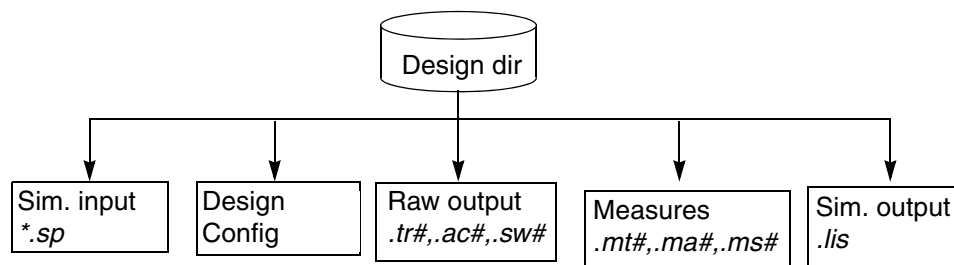 Design dir
Sim. input
*.sp
Design
Config
Raw output
.tr#,.ac#,.sw#
Measures
.mt#,.ma#,.ms#
Sim. output
.lis